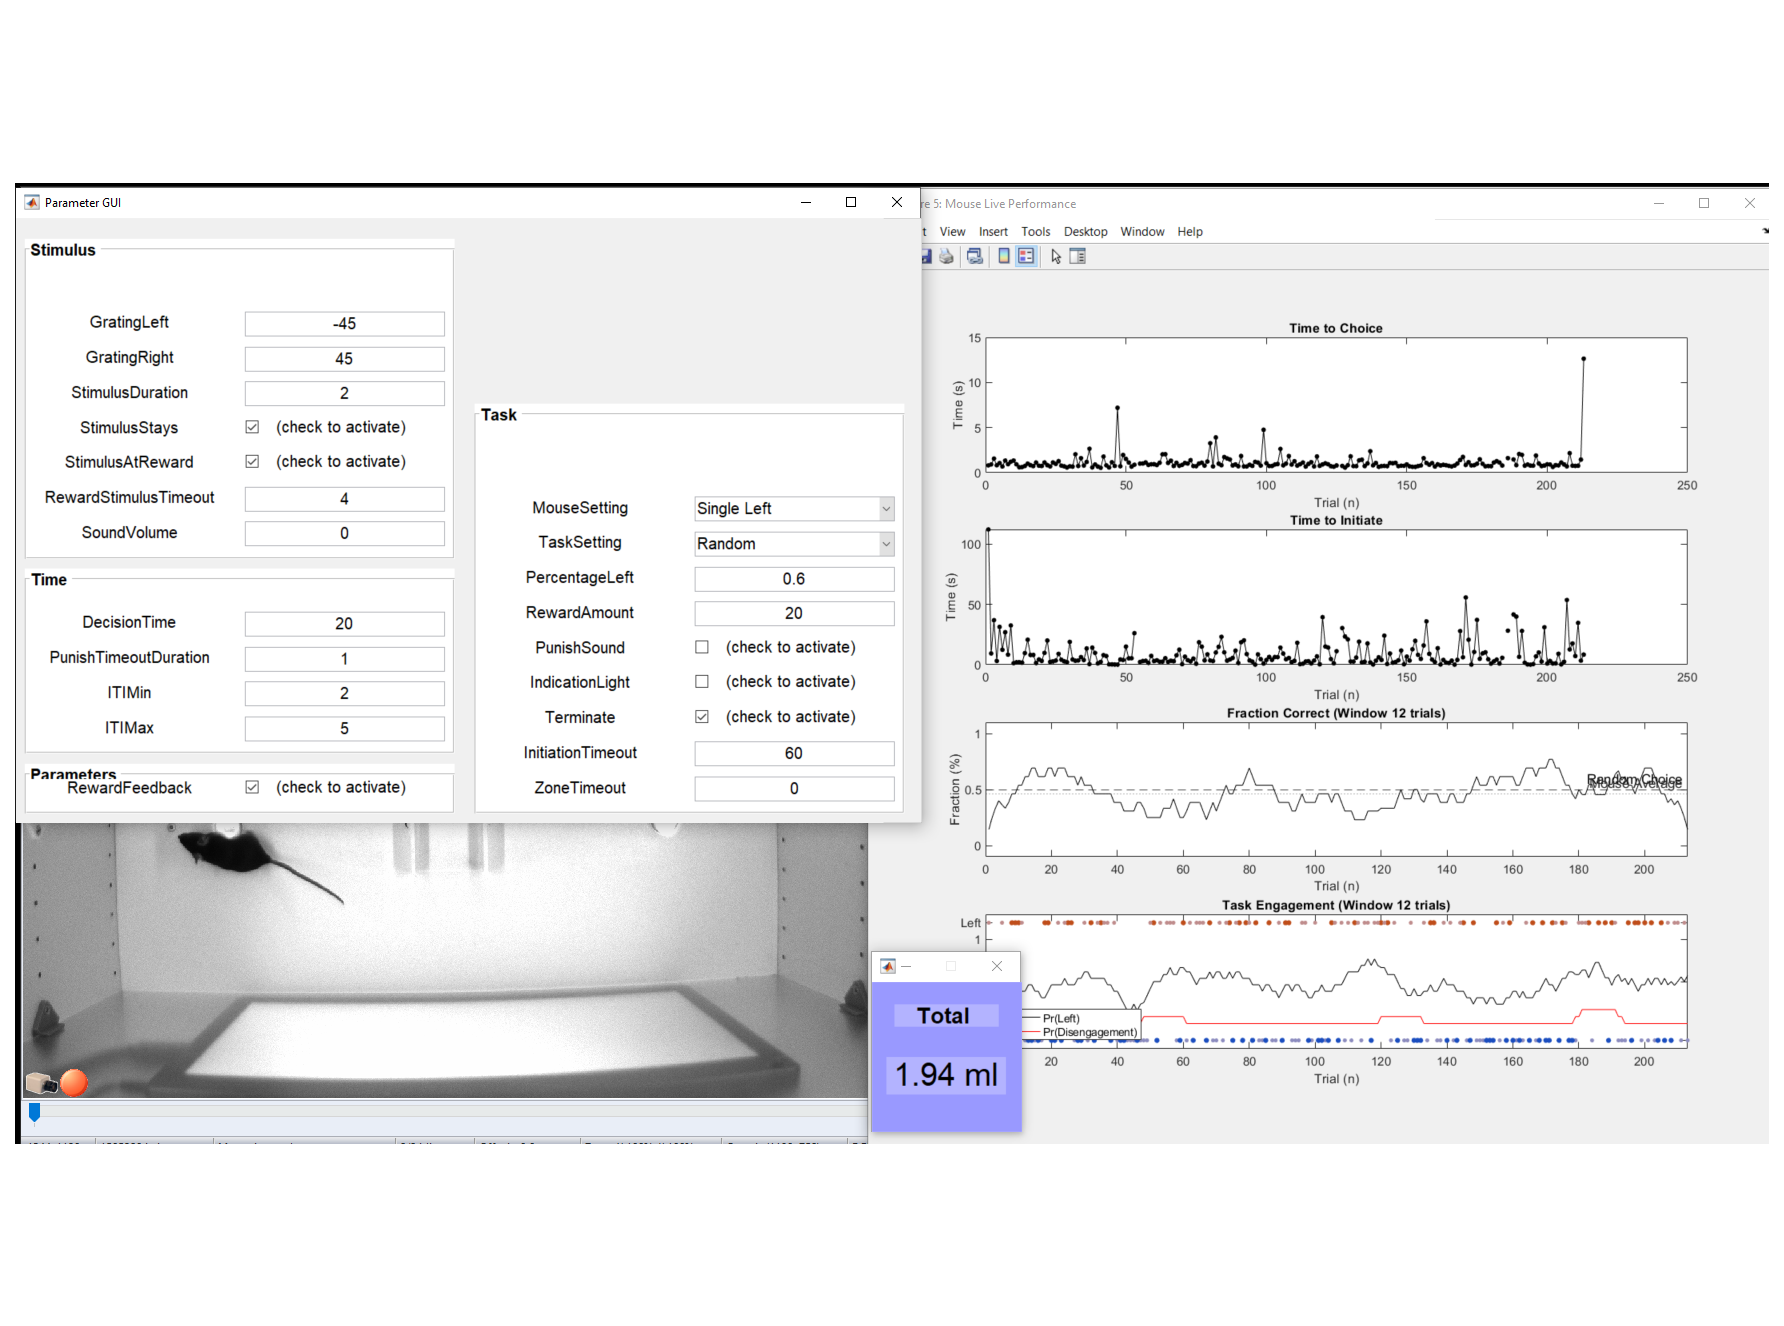 Parameter GUI
Stimulus
GratingLeft -45
GratingRight 45
StimulusDuration 2
StimulusStays (check to activate)
StimulusAtReward (check to activate)
RewardStimulusTimeout 4
SoundVolume 0
Time
DecisionTime 20
PunishTimeoutDuration 1
ITIMin 2
ITIMax 5
Parameters
RewardFeedback (check to activate)
Task
MouseSetting Single Left
TaskSetting Random
PercentageLeft 0.6
RewardAmount 20
PunishSound (check to activate)
IndicationLight (check to activate)
Terminate (check to activate)
InitiationTimeout 60
ZoneTimeout 0
re 5: Mouse Live Performance
t View Insert Tools Desktop Window Help
Time to Choice
15
10
5
0
Time (s)
0 50 100 150 200 250
Trial (n)
Time to Initiate
100
50
0
Time (s)
0 50 100 150 200 250
Trial (n)
Fraction Correct (Window 12 trials)
1
0.5
0
Fraction (%)
Random Choice
Mouse Average
0 20 40 60 80 100 120 140 160 180 200
Trial (n)
Task Engagement (Window 12 trials)
Left
1
Pr(Left)
Pr(Disengagement)
20 40 60 80 100 120 140 160 180 200
Trial (n)
Total
1.94 ml